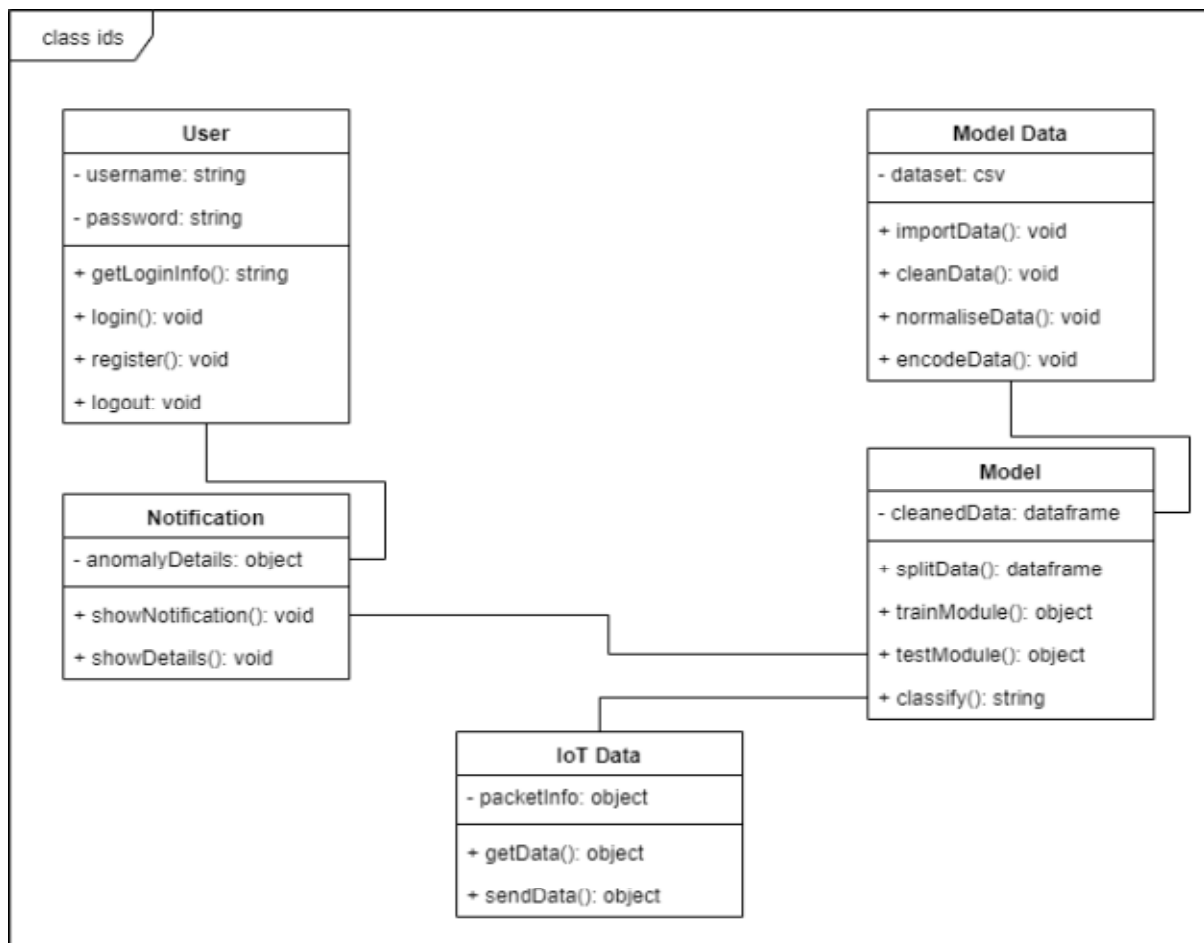 class ids
User
- username: string
- password: string
+ getLoginInfo(): string
+ login(): void
+ register(): void
+ logout: void
Model Data
- dataset: csv
+ importData(): void
+ cleanData(): void
+ normaliseData(): void
+ encodeData(): void
Notification
- anomalyDetails: object
+ showNotification(): void
+ showDetails(): void
Model
- cleanedData: dataframe
+ splitData(): dataframe
+ trainModule(): object
+ testModule(): object
+ classify(): string
IoT Data
- packetInfo: object
+ getData(): object
+ sendData(): object